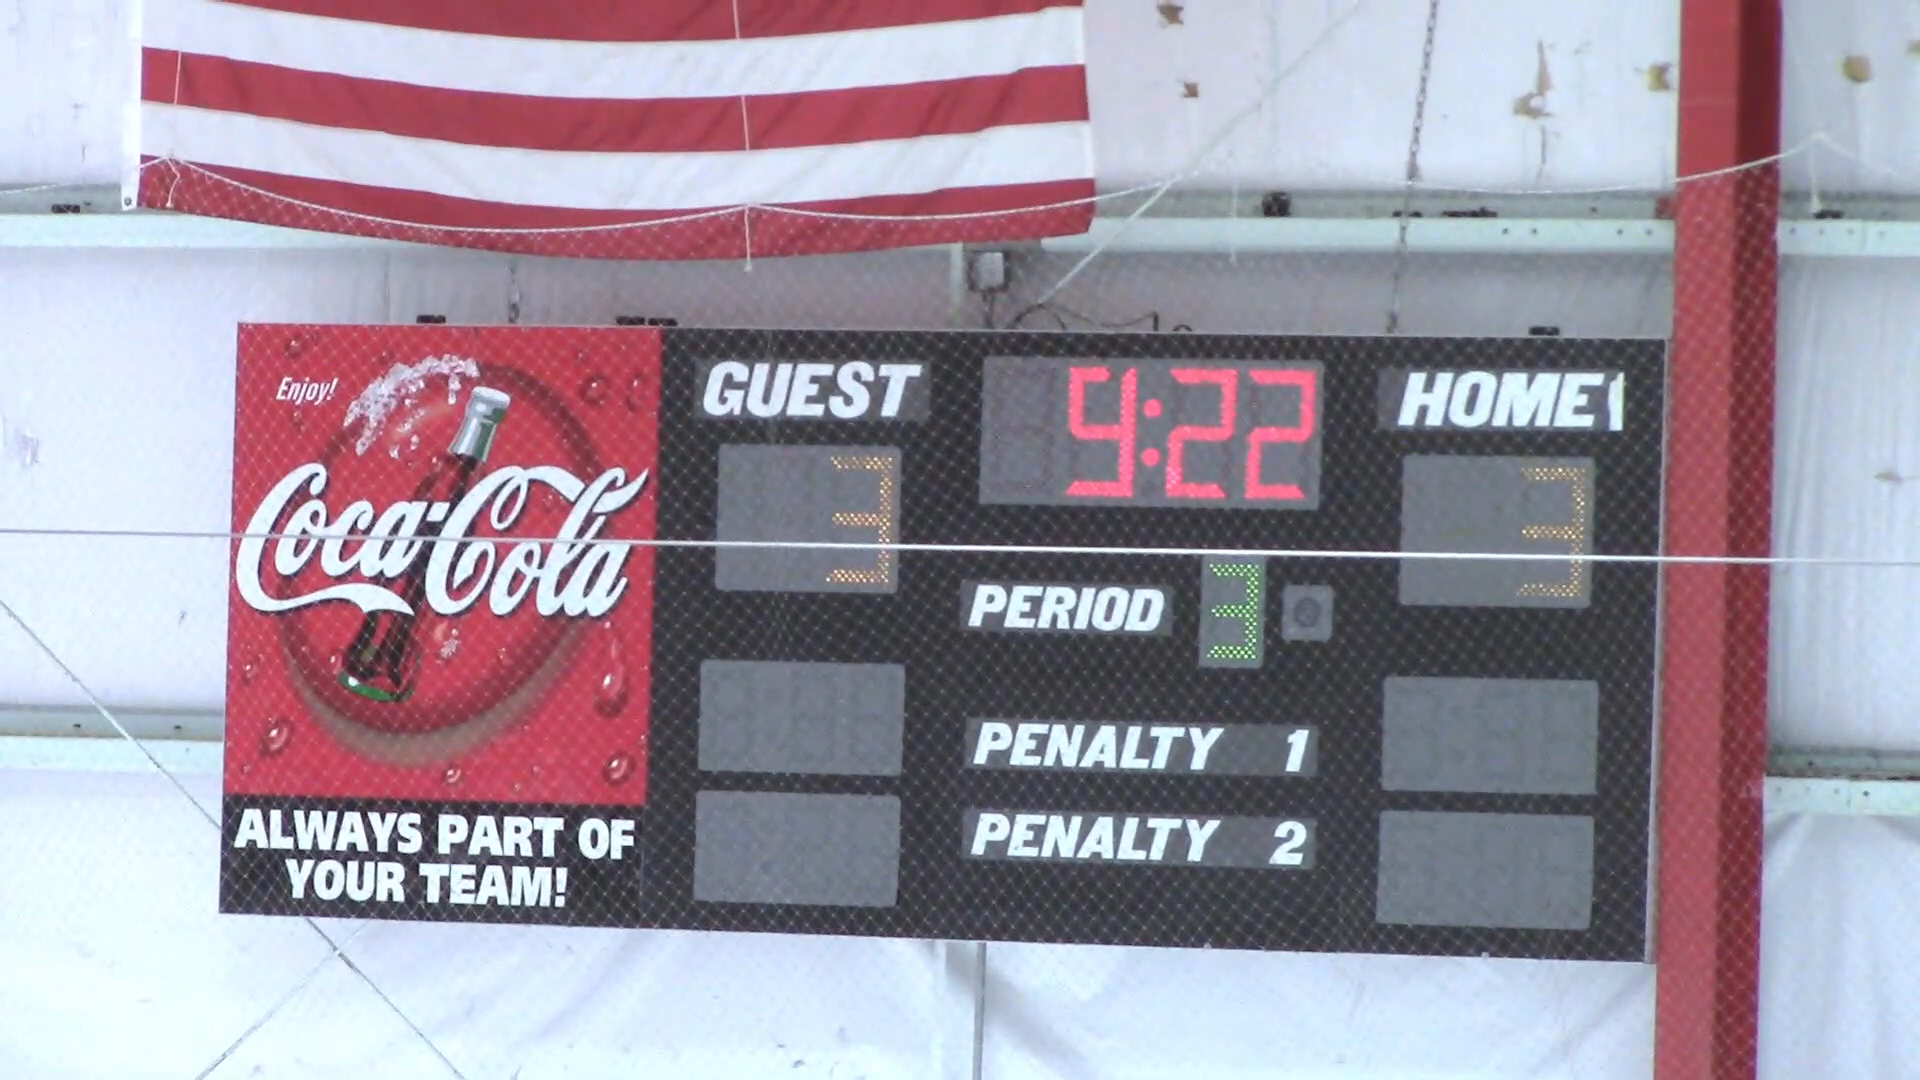 Enjoy!
Coca-Cola
ALWAYS PART OF
YOUR TEAM!
GUEST 9:22 HOME
3 3
PERIOD 3
PENALTY 1
PENALTY 2